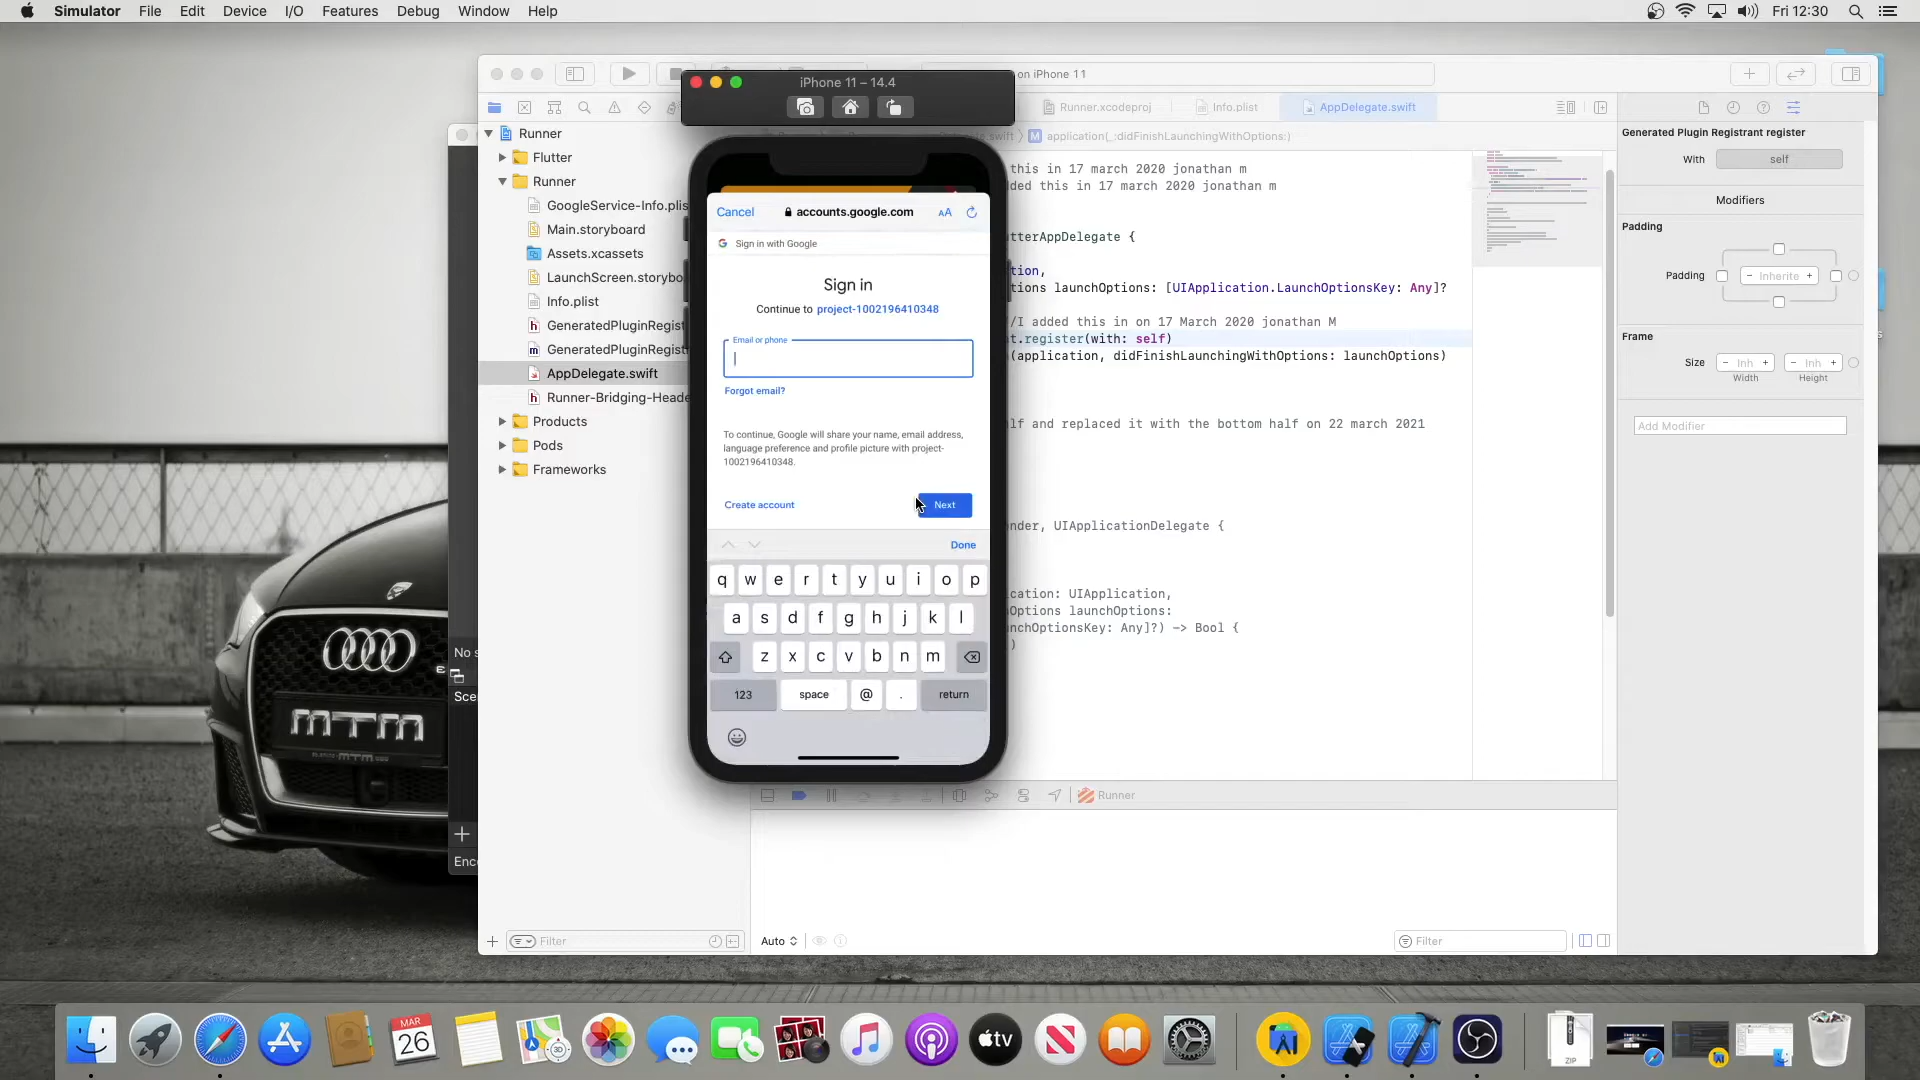 Simulator File Edit Device I/O Features Debug Window Help Fri 12:30
on iPhone 11
iPhone 11 – 14.4
Runner.xcodeproj Info.plist AppDelegate.swift
Runner
Flutter
Runner
GoogleService-Info.plis
Main.storyboard
Assets.xcassets
LaunchScreen.storybo
Info.plist
h GeneratedPluginRegist
m GeneratedPluginRegist
AppDelegate.swift
h Runner-Bridging-Heade
Products
Pods
Frameworks
Filter
No s
Sce
Enc
Cancel accounts.google.com AA
G Sign in with Google
Sign in
Continue to project-1002196410348
Email or phone
Forgot email?
To continue, Google will share your name, email address,
language preference and profile picture with project-
1002196410348.
Create account Next
Done
q w e r t y u i o p
a s d f g h j k l
z x c v b n m
123 space @ . return
M application(_:didFinishLaunchingWithOptions:)
this in 17 march 2020 jonathan m
dded this in 17 march 2020 jonathan m
tterAppDelegate {
tion,
tions launchOptions: [UIApplication.LaunchOptionsKey: Any]?
/I added this in on 17 March 2020 jonathan M
t.register(with: self)
(application, didFinishLaunchingWithOptions: launchOptions)
lf and replaced it with the bottom half on 22 march 2021
nder, UIApplicationDelegate {
ication: UIApplication,
Options launchOptions:
nchOptionsKey: Any]?) -> Bool {
)
Runner
Auto
Filter
Generated Plugin Registrant register
With self
Modifiers
Padding
Padding − Inherite +
Frame
Size − Inh + − Inh +
Width Height
Add Modifier
MTM
MAR
26
tv
ZIP